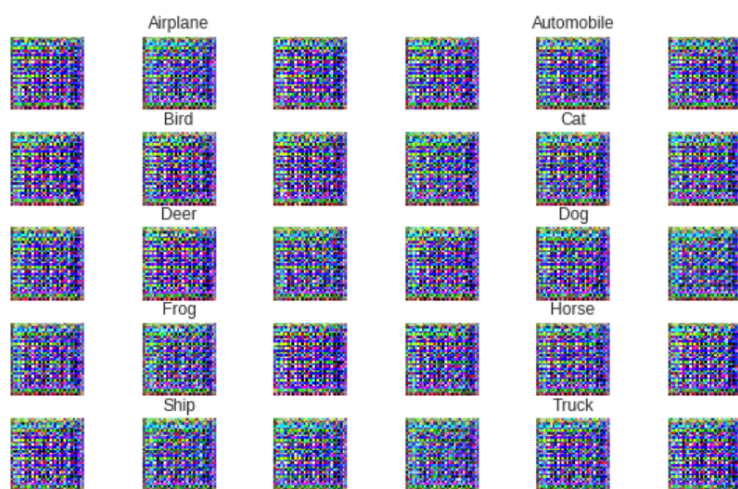 Airplane Automobile
Bird Cat
Deer Dog
Frog Horse
Ship Truck